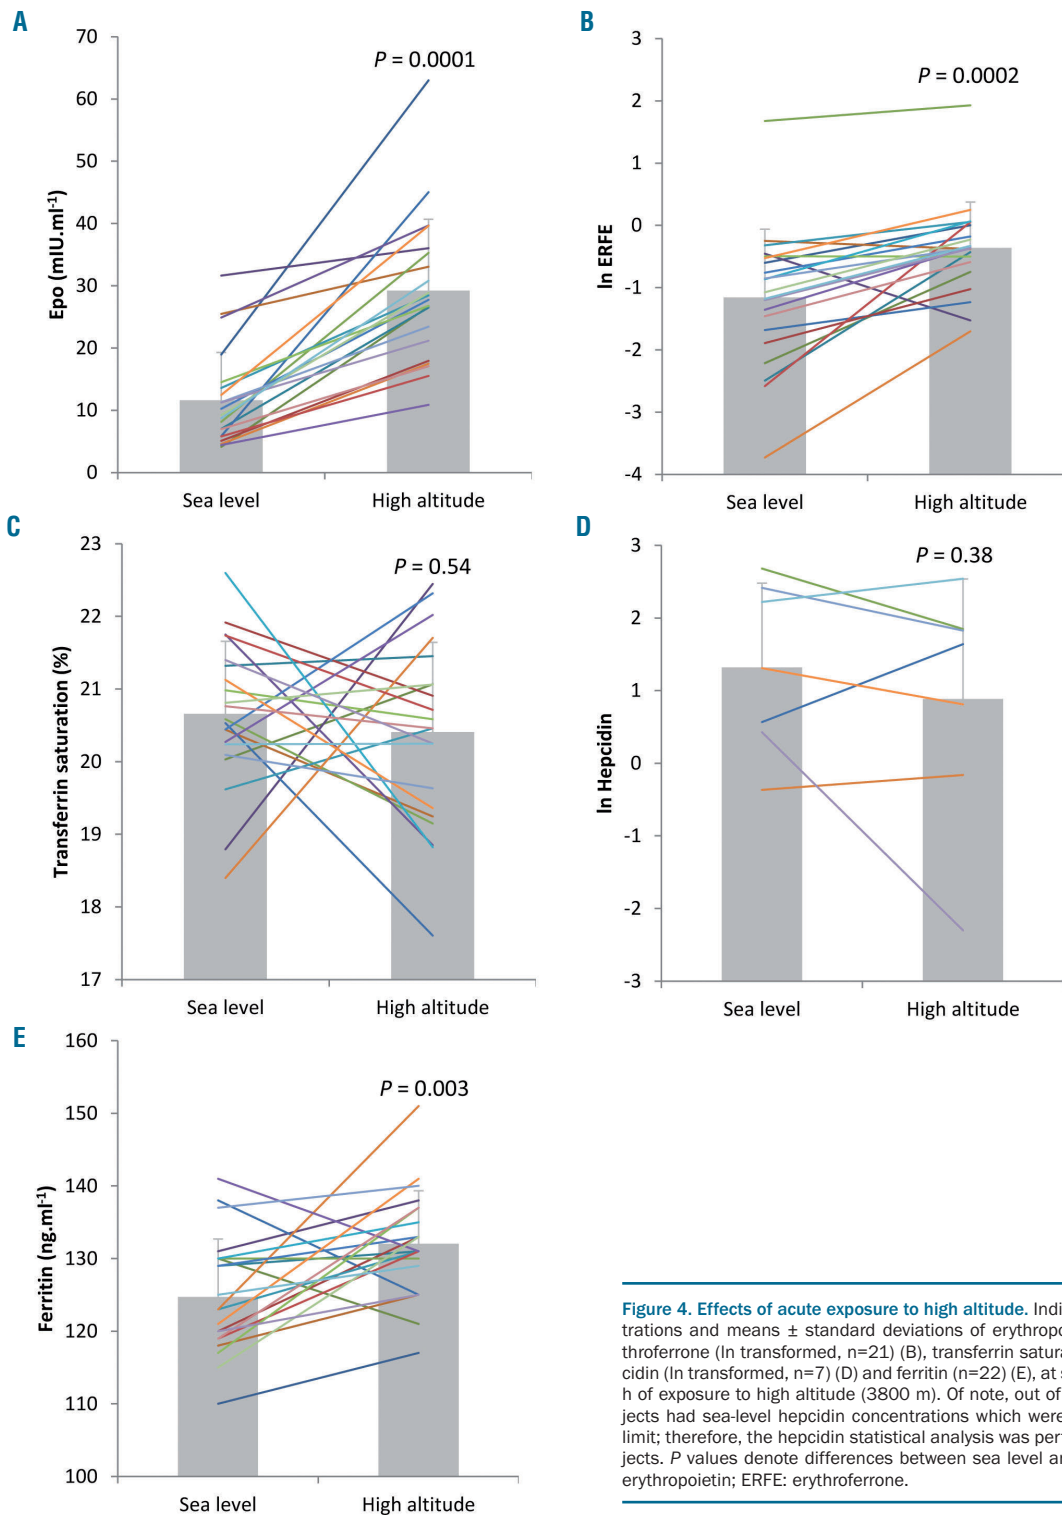 A
70
60
50
40
30
20
10
0
Epo (mIU.ml-1)
P = 0.0001
Sea level
High altitude
B
3
2
1
0
-1
-2
-3
-4
ln ERFE
P = 0.0002
Sea level
High altitude
C
23
22
21
20
19
18
17
Transferrin saturation (%)
P = 0.54
Sea level
High altitude
D
3
2
1
0
-1
-2
-3
ln Hepcidin
P = 0.38
Sea level
High altitude
E
160
150
140
130
120
110
100
Ferritin (ng.ml-1)
P = 0.003
Sea level
High altitude
Figure 4. Effects of acute exposure to high altitude. Indi
trations and means ± standard deviations of erythropo
throferrone (ln transformed, n=21) (B), transferrin satura
cidin (ln transformed, n=7) (D) and ferritin (n=22) (E), at s
h of exposure to high altitude (3800 m). Of note, out of
jects had sea-level hepcidin concentrations which were
limit; therefore, the hepcidin statistical analysis was per
jects. P values denote differences between sea level an
erythropoietin; ERFE: erythroferrone.